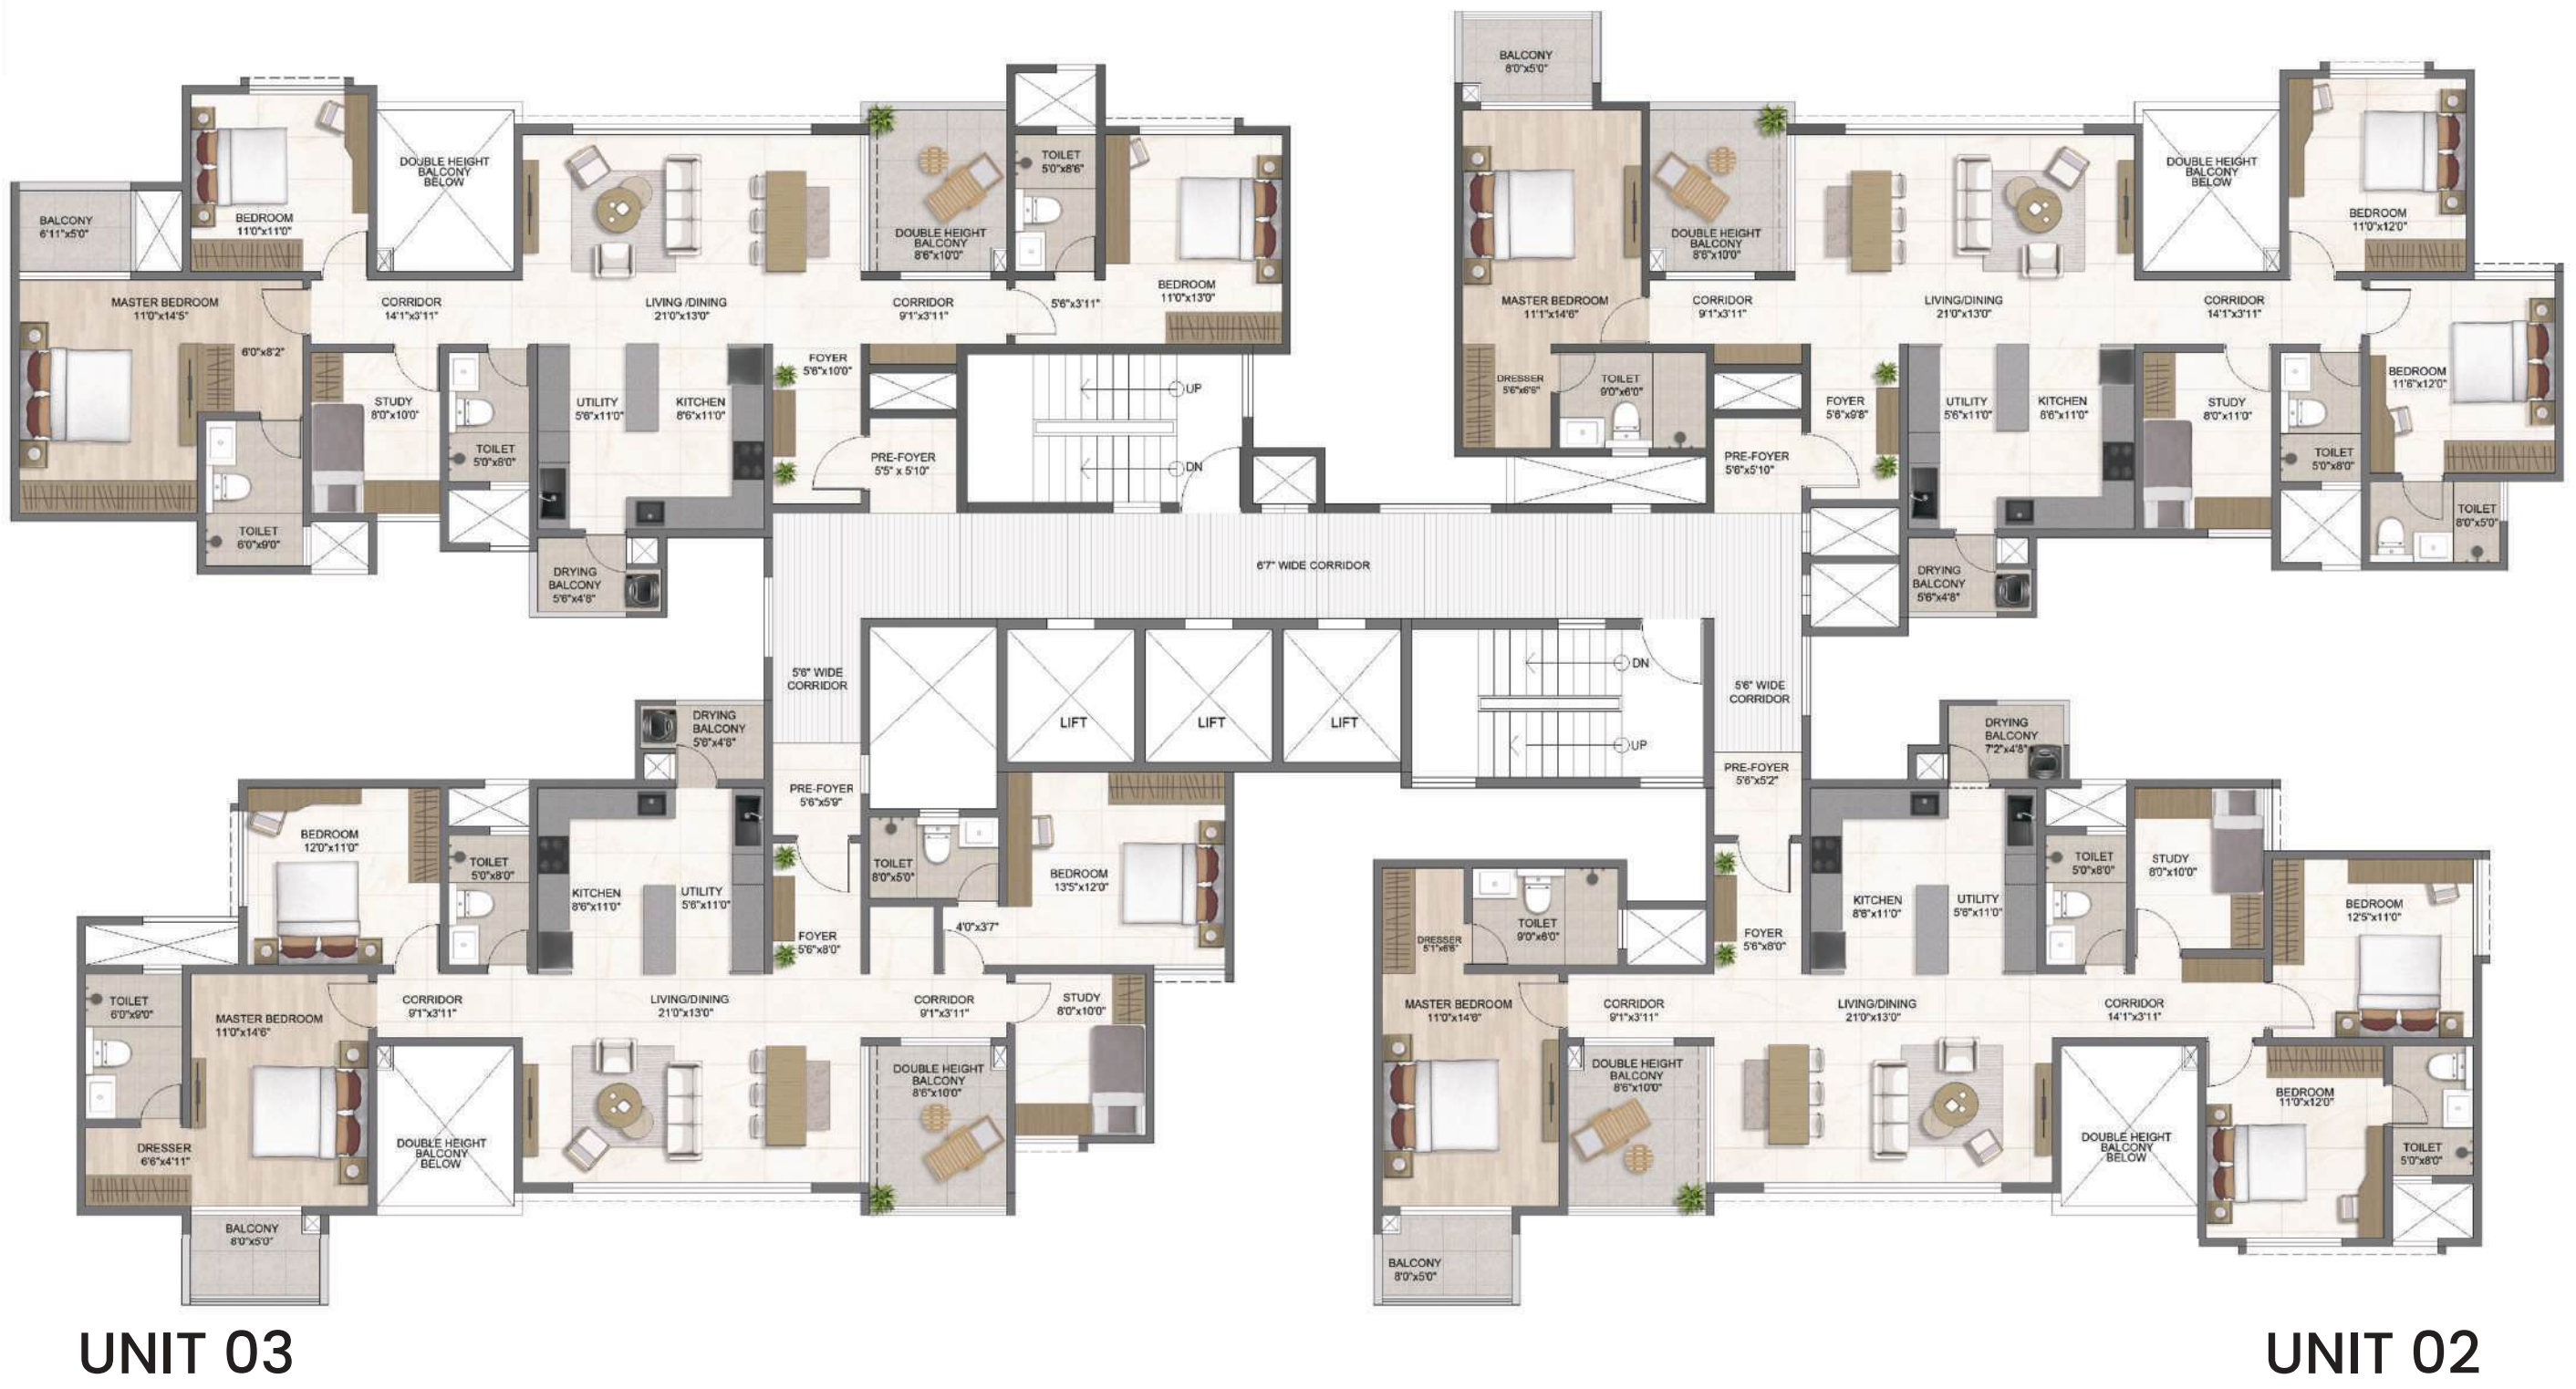 BALCONY
6'11"x5'0"
BEDROOM
11'0"x11'0"
DOUBLE HEIGHT
BALCONY
BELOW
MASTER BEDROOM
11'0"x14'5"
6'0"x8'2"
CORRIDOR
14'1"x3'11"
LIVING /DINING
21'0"x13'0"
DOUBLE HEIGHT
BALCONY
8'6"x10'0"
TOILET
5'0"x8'6"
CORRIDOR
9'1"x3'11"
5'6"x3'11"
BEDROOM
11'0"x13'0"
STUDY
8'0"x10'0"
TOILET
5'0"x8'0"
TOILET
6'0"x9'0"
UTILITY
5'6"x11'0"
KITCHEN
8'6"x11'0"
FOYER
5'6"x10'0"
PRE-FOYER
5'5" x 5'10"
DRYING
BALCONY
5'6"x4'8"
UP
DN
BALCONY
8'0"x5'0"
MASTER BEDROOM
11'1"x14'6"
DOUBLE HEIGHT
BALCONY
8'6"x10'0"
CORRIDOR
9'1"x3'11"
LIVING/DINING
21'0"x13'0"
DOUBLE HEIGHT
BALCONY
BELOW
BEDROOM
11'0"x12'0"
CORRIDOR
14'1"x3'11"
DRESSER
5'6"x6'6"
TOILET
9'0"x6'0"
PRE-FOYER
5'6"x5'10"
FOYER
5'6"x9'8"
UTILITY
5'6"x11'0"
KITCHEN
8'6"x11'0"
STUDY
8'0"x11'0"
TOILET
5'0"x8'0"
BEDROOM
11'6"x12'0"
TOILET
8'0"x5'0"
DRYING
BALCONY
5'6"x4'8"
6'7" WIDE CORRIDOR
5'6" WIDE
CORRIDOR
LIFT
LIFT
LIFT
DN
UP
5'6" WIDE
CORRIDOR
DRYING
BALCONY
5'6"x4'8"
PRE-FOYER
5'6"x5'9"
BEDROOM
12'0"x11'0"
TOILET
5'0"x8'0"
KITCHEN
8'6"x11'0"
UTILITY
5'6"x11'0"
FOYER
5'6"x8'0"
TOILET
8'0"x5'0"
BEDROOM
13'5"x12'0"
4'0"x3'7"
TOILET
6'0"x9'0"
MASTER BEDROOM
11'0"x14'6"
CORRIDOR
9'1"x3'11"
LIVING/DINING
21'0"x13'0"
CORRIDOR
9'1"x3'11"
STUDY
8'0"x10'0"
DOUBLE HEIGHT
BALCONY
8'6"x10'0"
DRESSER
6'6"x4'11"
DOUBLE HEIGHT
BALCONY
BELOW
BALCONY
8'0"x5'0"
PRE-FOYER
5'6"x5'2"
DRYING
BALCONY
7'2"x4'8"
DRESSER
5'1"x6'6"
TOILET
9'0"x6'0"
FOYER
5'6"x8'0"
KITCHEN
8'6"x11'0"
UTILITY
5'6"x11'0"
TOILET
5'0"x8'0"
STUDY
8'0"x10'0"
BEDROOM
12'5"x11'0"
MASTER BEDROOM
11'0"x14'6"
CORRIDOR
9'1"x3'11"
LIVING/DINING
21'0"x13'0"
CORRIDOR
14'1"x3'11"
DOUBLE HEIGHT
BALCONY
8'6"x10'0"
DOUBLE HEIGHT
BALCONY
BELOW
BEDROOM
11'0"x12'0"
TOILET
5'0"x8'0"
BALCONY
8'0"x5'0"
UNIT 03
UNIT 02